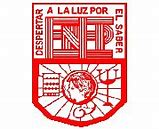 DESPERTAR
A LA LUZ POR
EL SABER
ENP